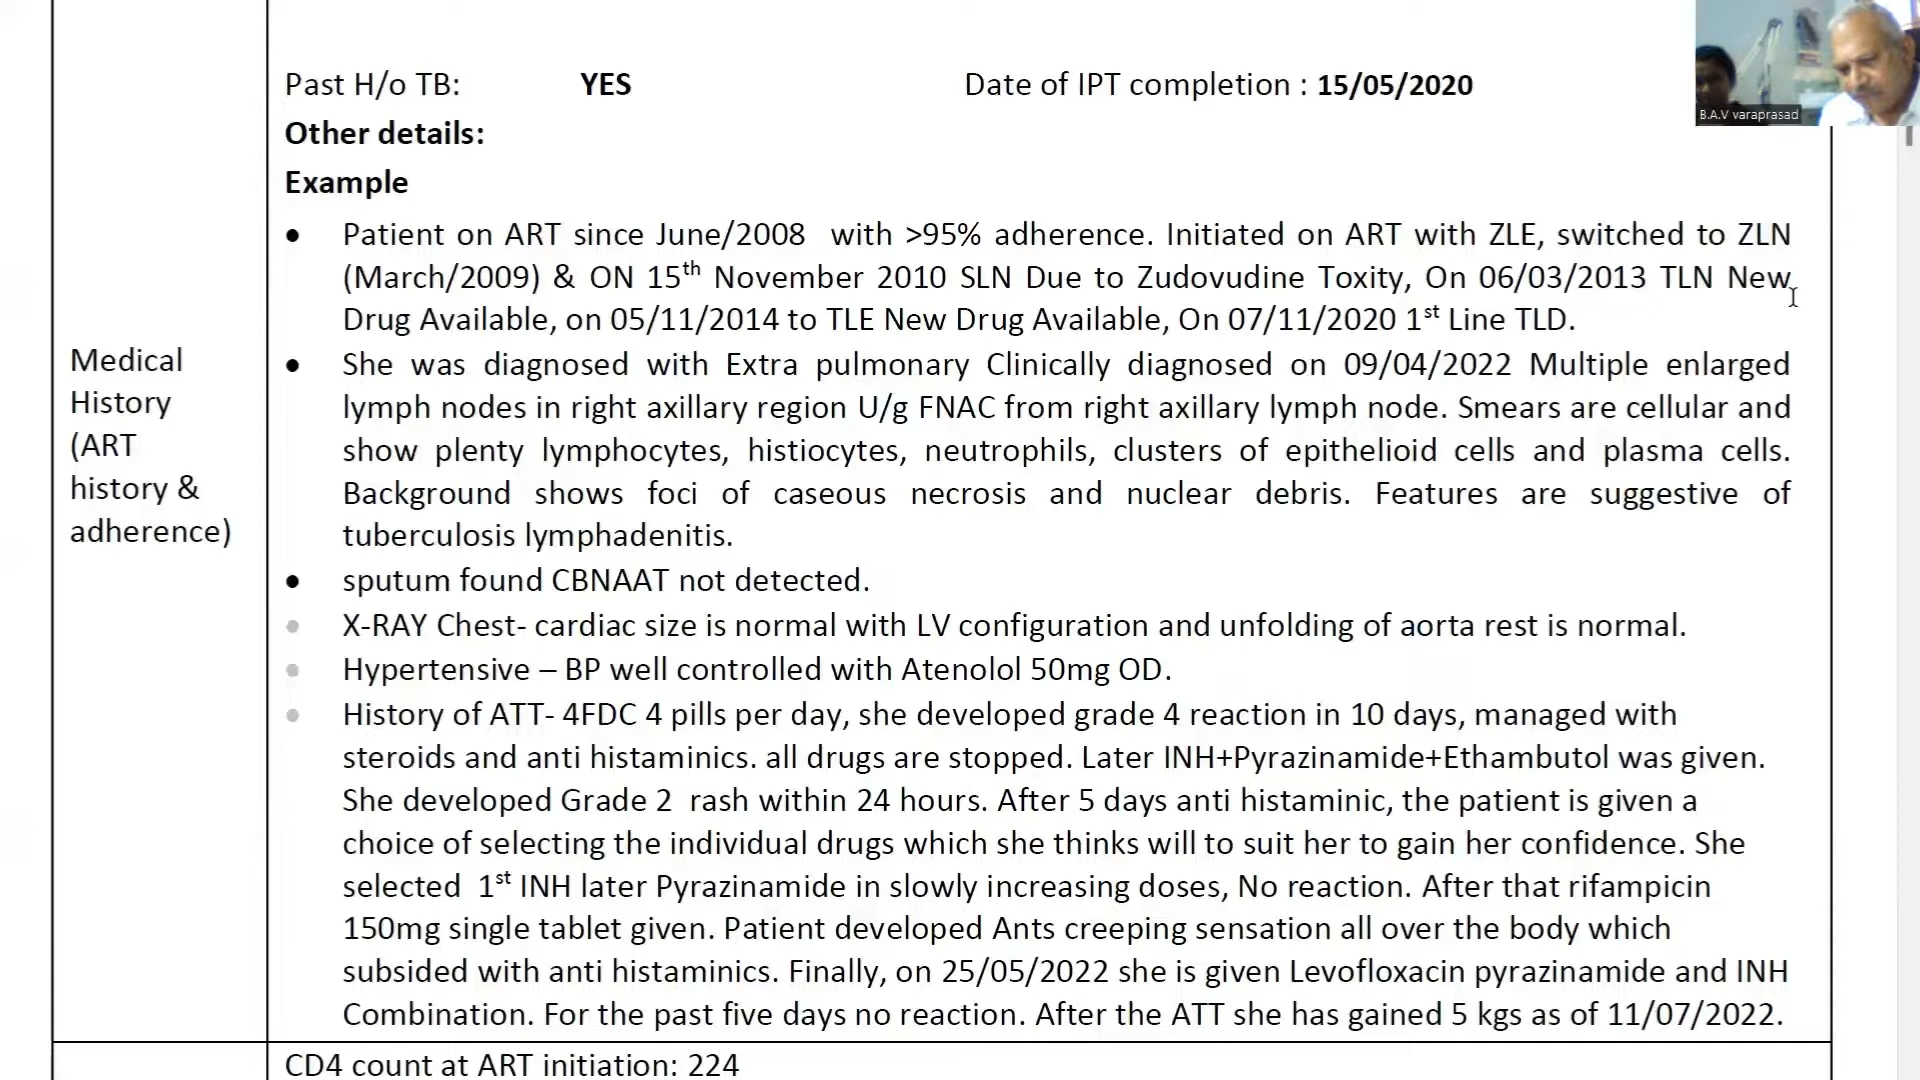 Past H/o TB: YES Date of IPT completion : 15/05/2020
B.A.V varaprasad
Other details:
Example
• Patient on ART since June/2008 with >95% adherence. Initiated on ART with ZLE, switched to ZLN
(March/2009) & ON 15th November 2010 SLN Due to Zudovudine Toxity, On 06/03/2013 TLN New
Drug Available, on 05/11/2014 to TLE New Drug Available, On 07/11/2020 1st Line TLD.
Medical
History
(ART
history &
adherence)
• She was diagnosed with Extra pulmonary Clinically diagnosed on 09/04/2022 Multiple enlarged
lymph nodes in right axillary region U/g FNAC from right axillary lymph node. Smears are cellular and
show plenty lymphocytes, histiocytes, neutrophils, clusters of epithelioid cells and plasma cells.
Background shows foci of caseous necrosis and nuclear debris. Features are suggestive of
tuberculosis lymphadenitis.
• sputum found CBNAAT not detected.
• X-RAY Chest- cardiac size is normal with LV configuration and unfolding of aorta rest is normal.
• Hypertensive – BP well controlled with Atenolol 50mg OD.
• History of ATT- 4FDC 4 pills per day, she developed grade 4 reaction in 10 days, managed with
steroids and anti histaminics. all drugs are stopped. Later INH+Pyrazinamide+Ethambutol was given.
She developed Grade 2 rash within 24 hours. After 5 days anti histaminic, the patient is given a
choice of selecting the individual drugs which she thinks will to suit her to gain her confidence. She
selected 1st INH later Pyrazinamide in slowly increasing doses, No reaction. After that rifampicin
150mg single tablet given. Patient developed Ants creeping sensation all over the body which
subsided with anti histaminics. Finally, on 25/05/2022 she is given Levofloxacin pyrazinamide and INH
Combination. For the past five days no reaction. After the ATT she has gained 5 kgs as of 11/07/2022.
CD4 count at ART initiation: 224